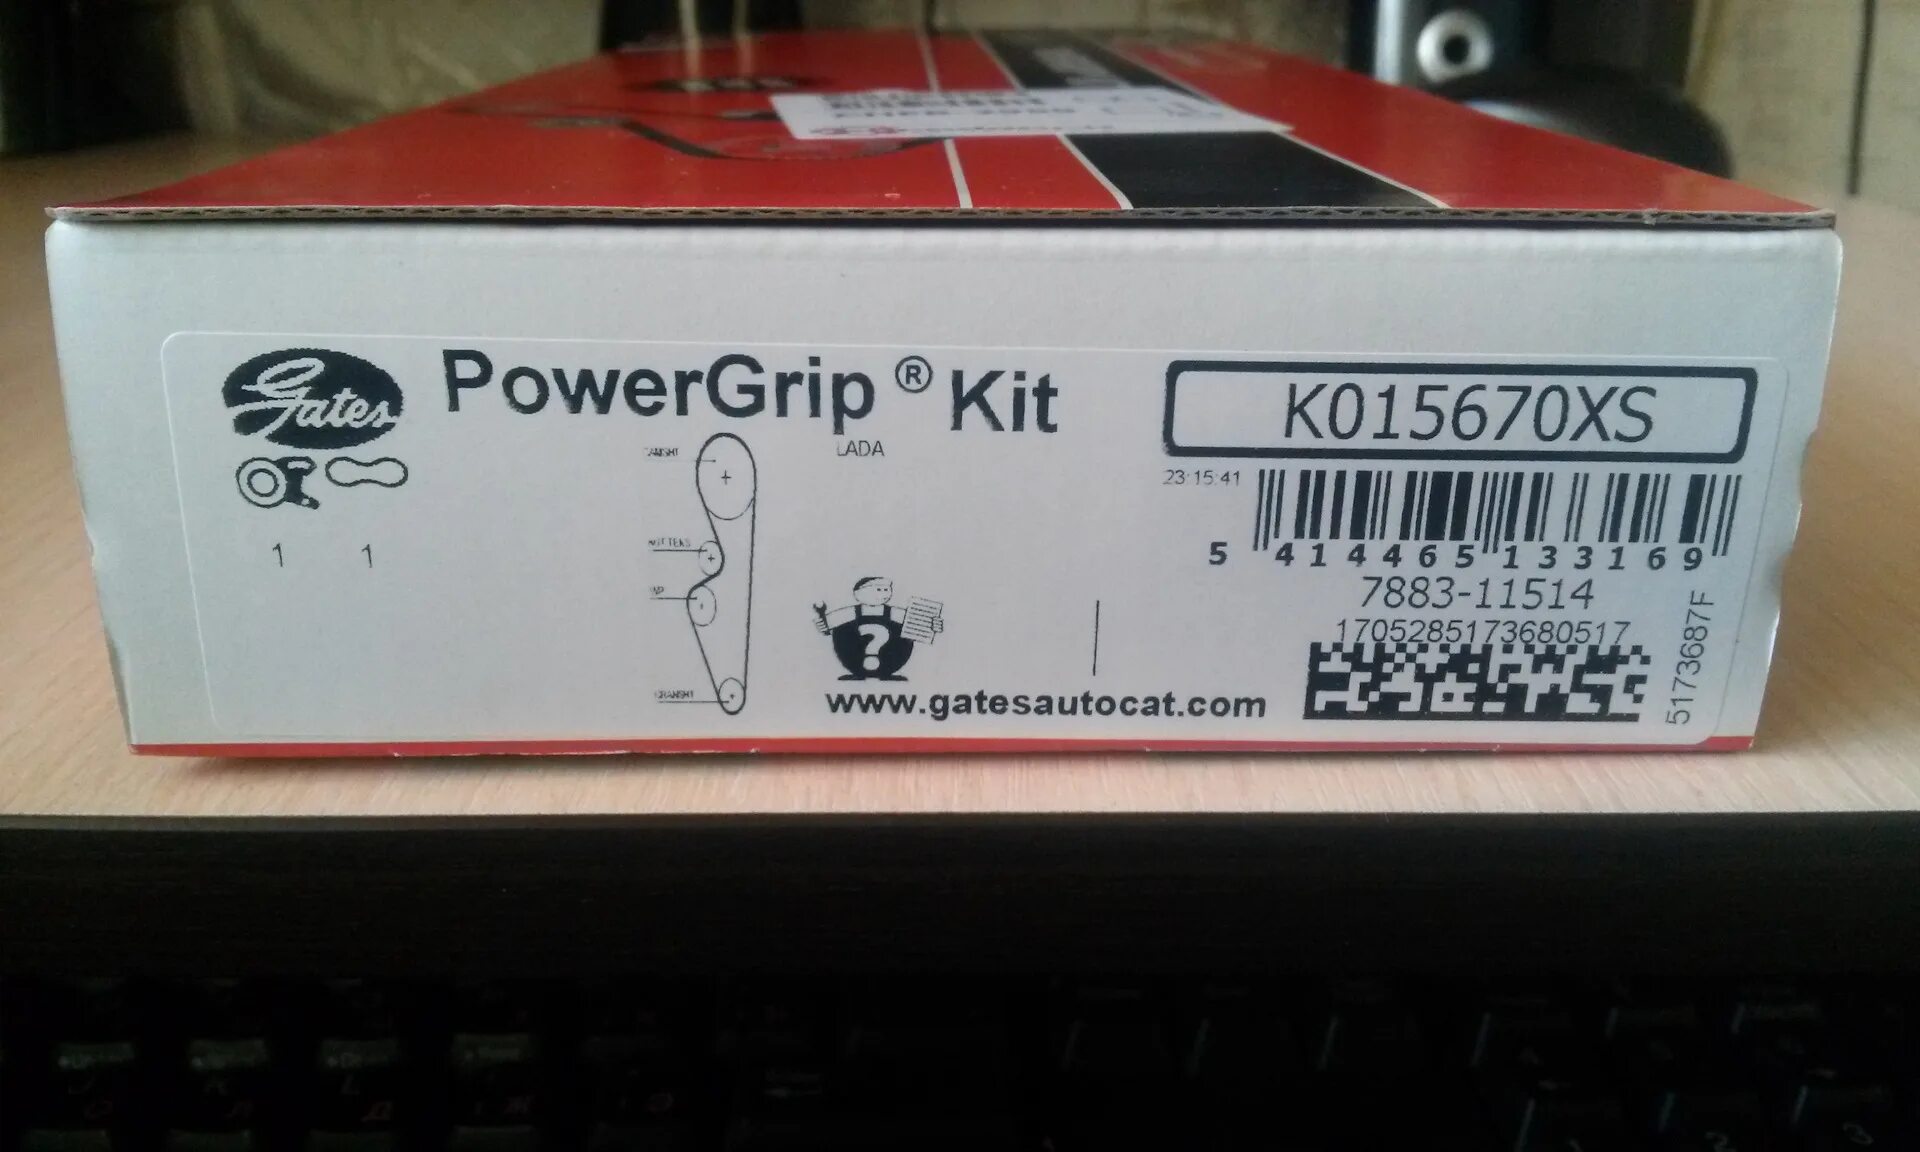 Gates
PowerGrip® Kit
K015670XS
LADA
23:15:41
5 414465 133169
7883-11514
1705285173680517
5173687F
1 1
www.gatesautocat.com